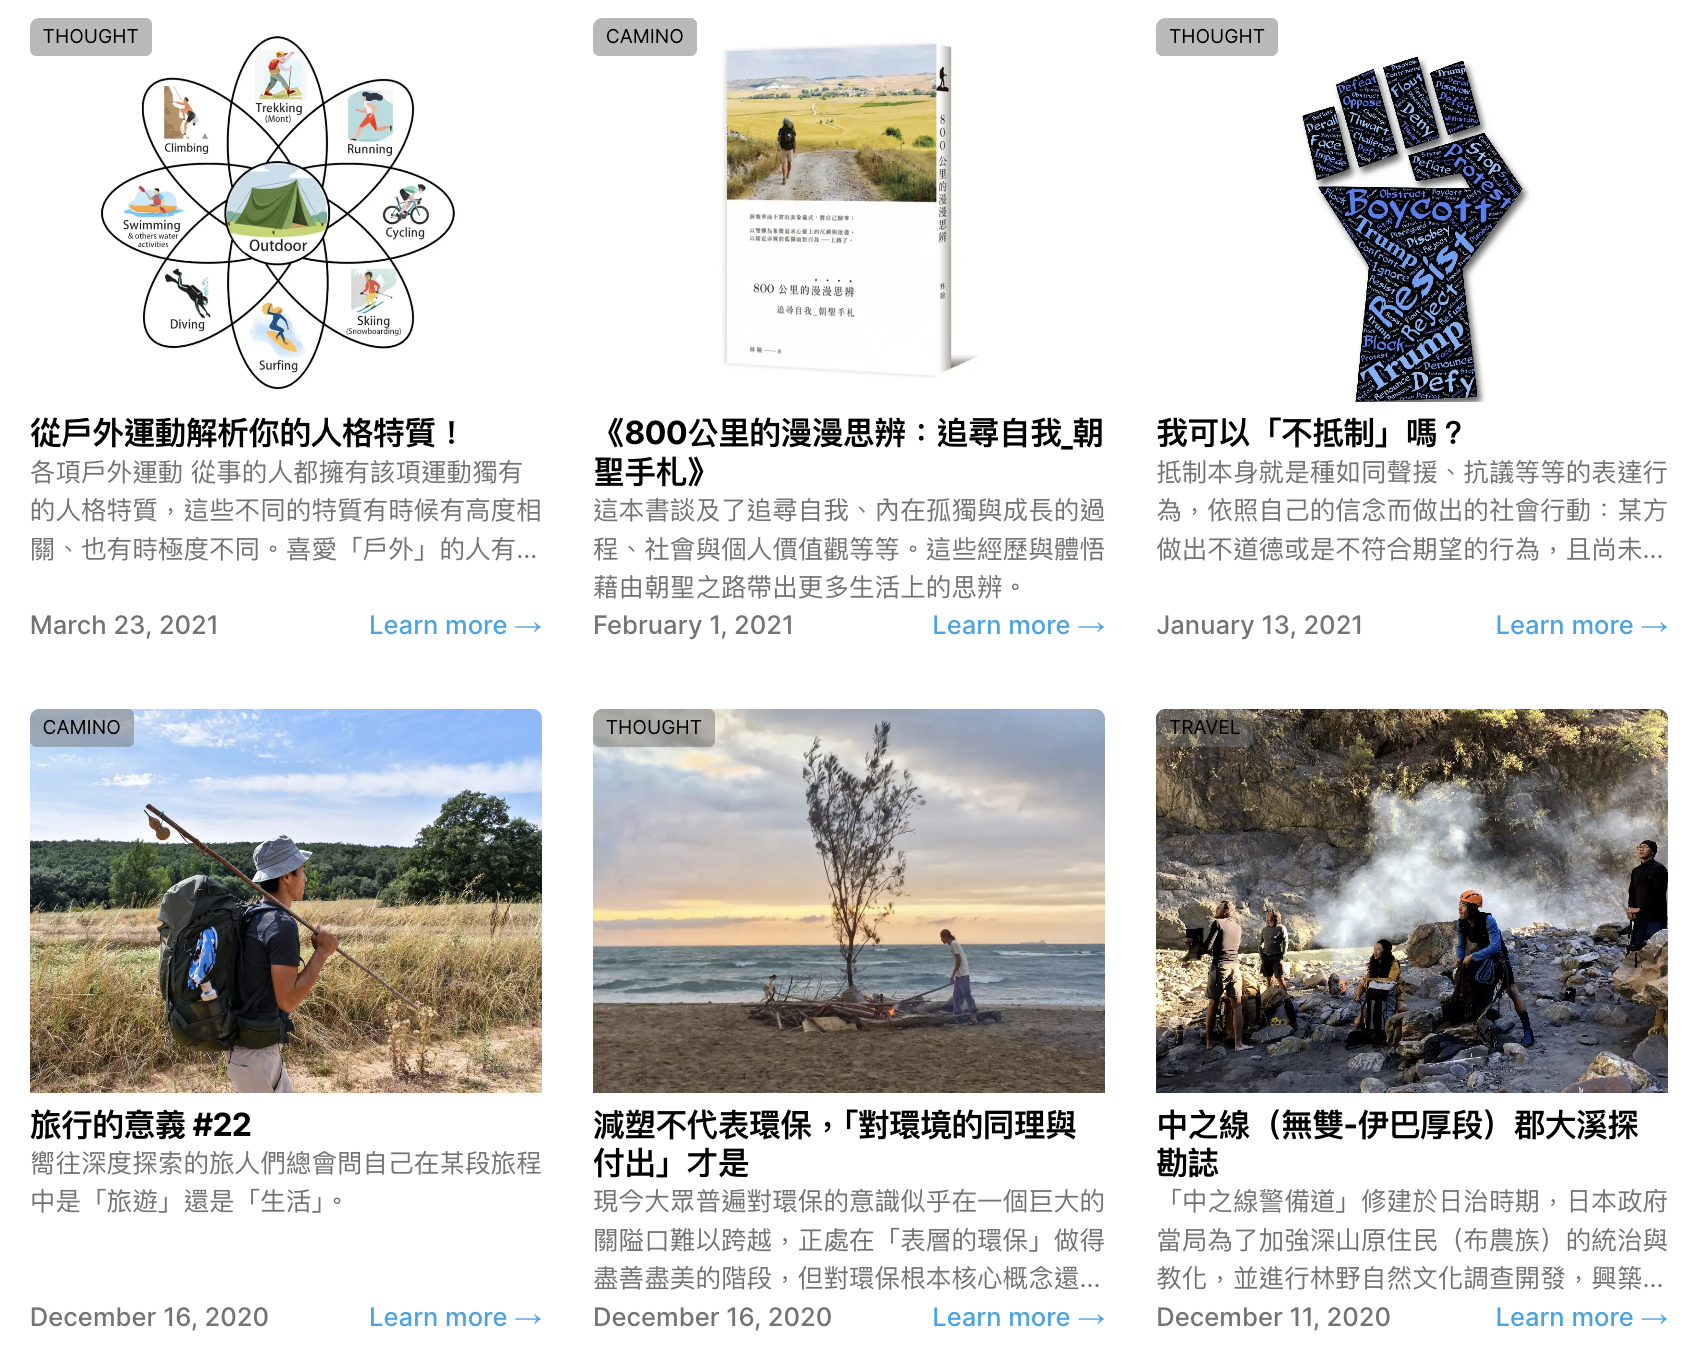 THOUGHT
Trekking
(Mont)
Climbing
Running
Swimming
& others water
activities
Outdoor
Cycling
Diving
Skiing
(Snowboarding)
Surfing
從戶外運動解析你的人格特質！
各項戶外運動 從事的人都擁有該項運動獨有
的人格特質，這些不同的特質有時候有高度相
關、也有時極度不同。喜愛「戶外」的人有...
March 23, 2021
Learn more →
CAMINO
800 公里的漫漫思辨
追尋自我_朝聖手札
800 公里的漫漫思辨
《800公里的漫漫思辨：追尋自我_朝
聖手札》
這本書談及了追尋自我、內在孤獨與成長的過
程、社會與個人價值觀等等。這些經歷與體悟
藉由朝聖之路帶出更多生活上的思辨。
February 1, 2021
Learn more →
THOUGHT
Defeat
Oppose
Thwart
Challenge
Defy
Flout
Deny
Trump
Disavow
Defeat
Derail
Face
Impede
Stop
Protest
Deflate
Boycott
Trump
Disobey
Reject
Confront
Ignore
Resist
Resist
Reject
Refuse
Block
Trump
Denounce
Defy
我可以「不抵制」嗎？
抵制本身就是種如同聲援、抗議等等的表達行
為，依照自己的信念而做出的社會行動：某方
做出不道德或是不符合期望的行為，且尚未...
January 13, 2021
Learn more →
CAMINO
旅行的意義 #22
嚮往深度探索的旅人們總會問自己在某段旅程
中是「旅遊」還是「生活」。
December 16, 2020
Learn more →
THOUGHT
減塑不代表環保，「對環境的同理與
付出」才是
現今大眾普遍對環保的意識似乎在一個巨大的
關隘口難以跨越，正處在「表層的環保」做得
盡善盡美的階段，但對環保根本核心概念還...
December 16, 2020
Learn more →
TRAVEL
中之線（無雙-伊巴厚段）郡大溪探
勘誌
「中之線警備道」修建於日治時期，日本政府
當局為了加強深山原住民（布農族）的統治與
教化，並進行林野自然文化調查開發，興築...
December 11, 2020
Learn more →